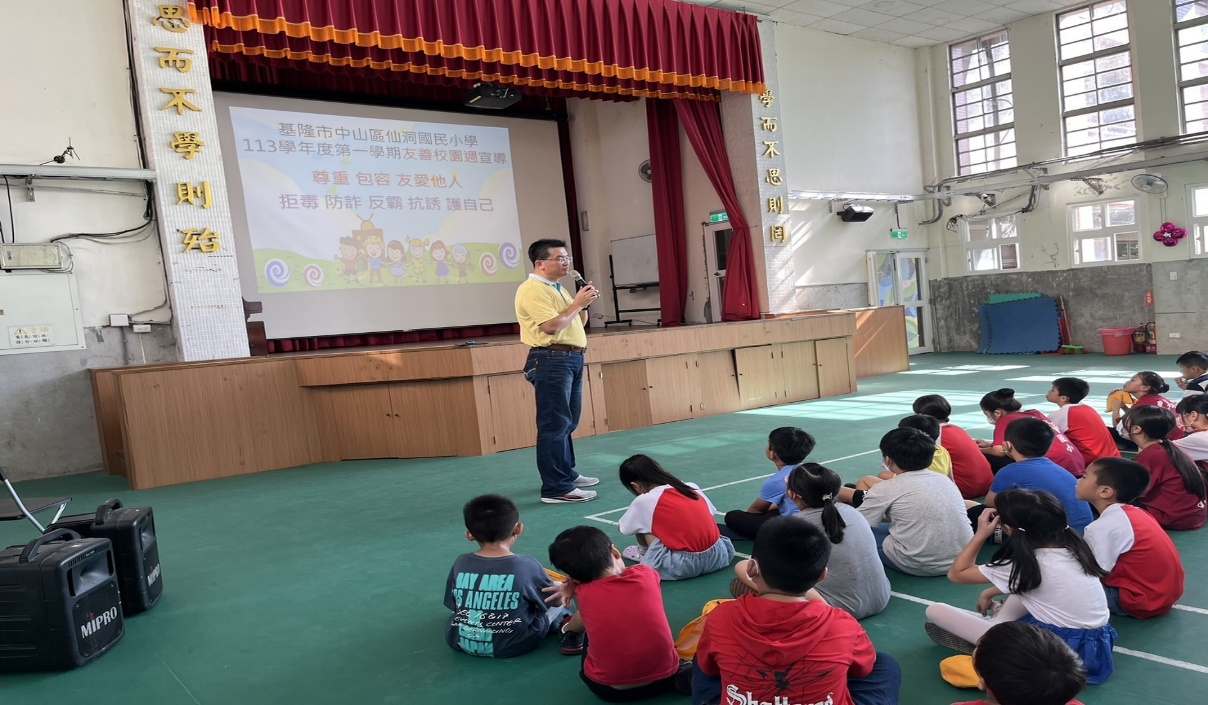 思而不學則殆
基隆市中山區仙洞國民小學
113學年度第一學期友善校園週宣導
尊重 包容 友愛他人
拒毒 防詐 反霸 抗誘 護自己
學而不思則罔
BAY AREA
LOS ANGELES
MIPRO
MIPRO